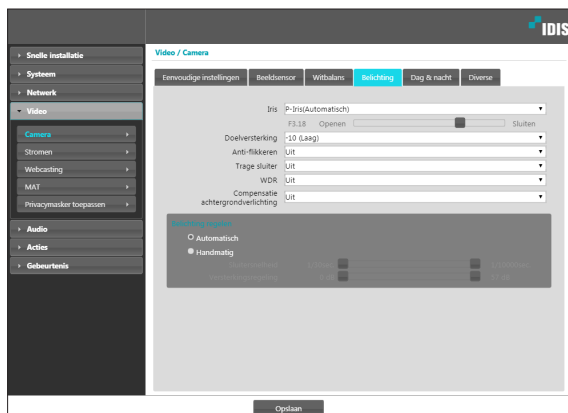 IDIS
Snelle installatie
Systeem
Netwerk
Video
Camera
Stromen
Webcasting
MAT
Privacymasker toepassen
Audio
Acties
Gebeurtenis
Video / Camera
Eenvoudige instellingen Beeldsensor Witbalans Belichting Dag & nacht Diverse
Iris P-Iris(Automatisch)
F3.18 Openen Sluiten
Doelversterking -10 (Laag)
Anti-flikkeren Uit
Trage sluiter Uit
WDR Uit
Compensatie
achtergrondverlichting Uit
Automatisch
Handmatig
Opslaan